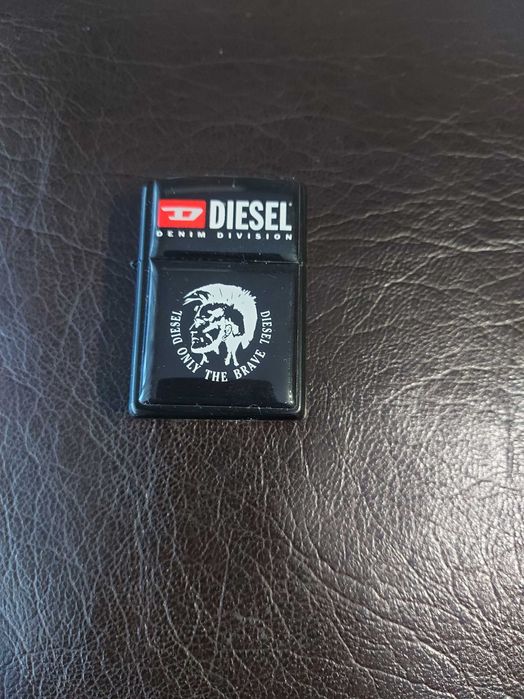 D DIESEL
DENIM DIVISION
DIESEL ONLY THE BRAVE DIESEL